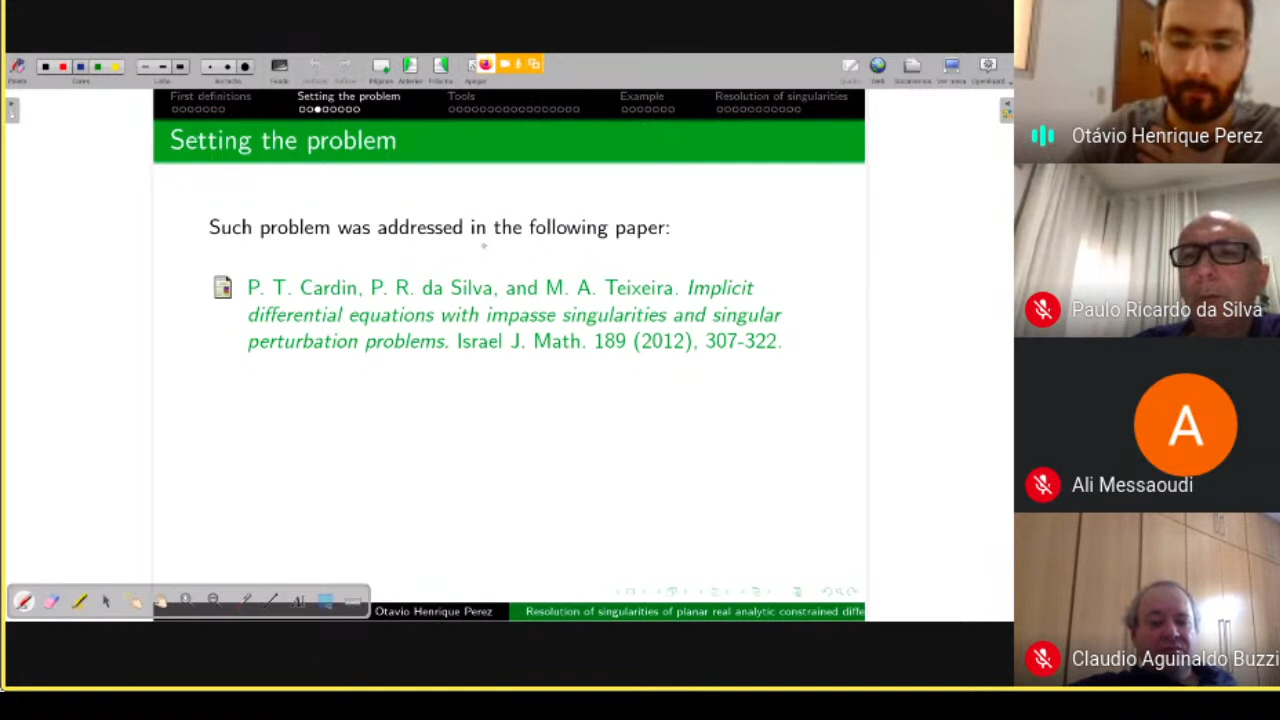 First definitions
Setting the problem
Tools
Example
Resolution of singularities
Setting the problem
Such problem was addressed in the following paper:
P. T. Cardin, P. R. da Silva, and M. A. Teixeira. Implicit
differential equations with impasse singularities and singular
perturbation problems. Israel J. Math. 189 (2012), 307-322.
Otavio Henrique Perez
Resolution of singularities of planar real analytic constrained diffe
Otávio Henrique Perez
Paulo Ricardo da Silva
A
Ali Messaoudi
Claudio Aguinaldo Buzzi